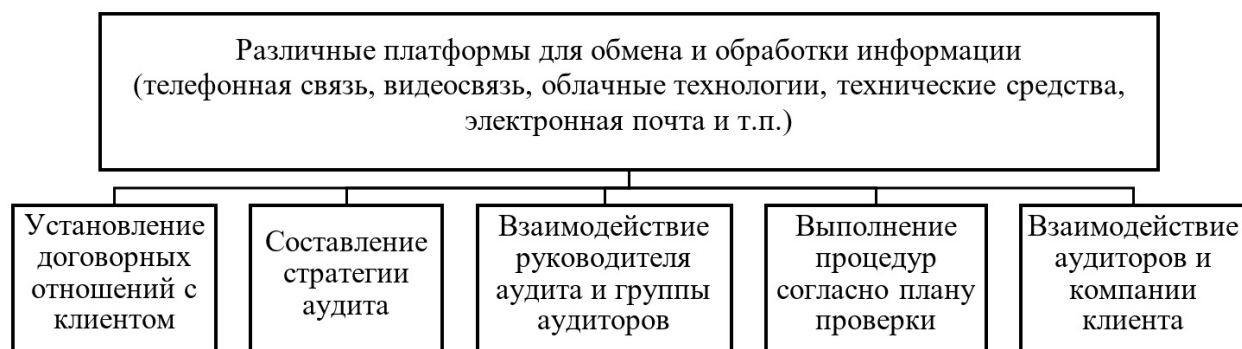 Различные платформы для обмена и обработки информации
(телефонная связь, видеосвязь, облачные технологии, технические средства,
электронная почта и т.п.)
Установление
договорных
отношений с
клиентом
Составление
стратегии
аудита
Взаимодействие
руководителя
аудита и группы
аудиторов
Выполнение
процедур
согласно плану
проверки
Взаимодействие
аудиторов и
компании
клиента